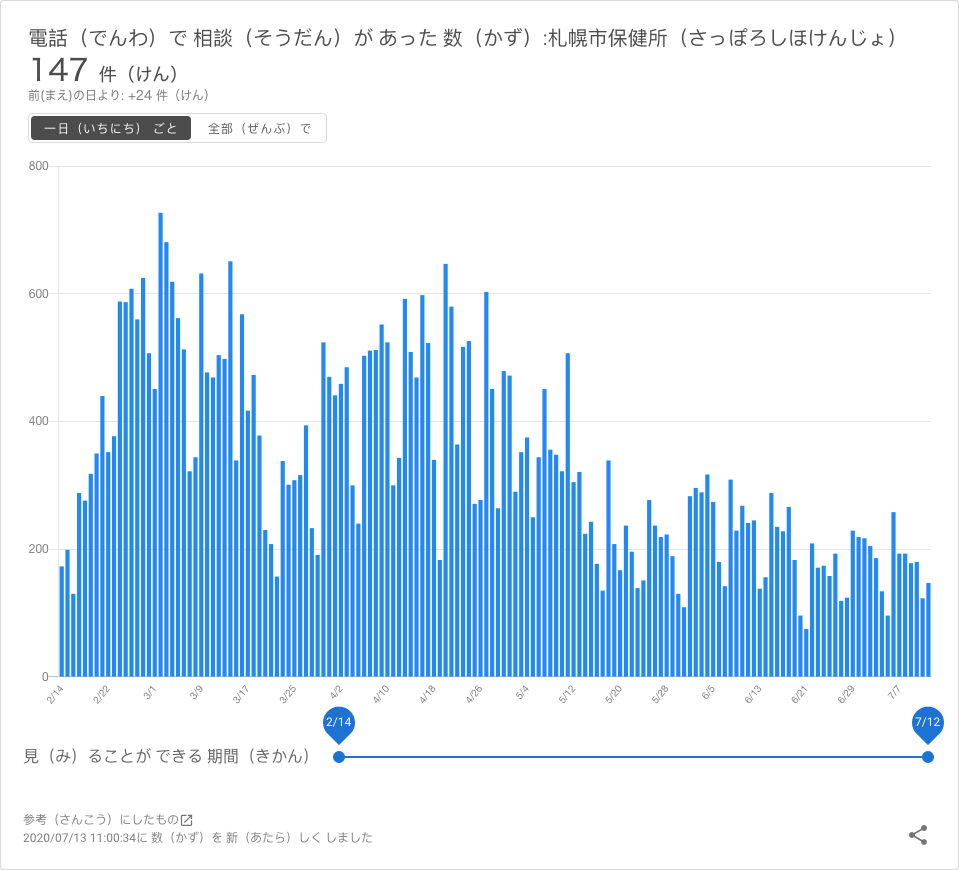 電話（でんわ）で 相談（そうだん）が あった 数（かず）:札幌市保健所（さっぽろしほけんじょ）
147 件（けん）
前(まえ)の日より: +24 件（けん）
一日（いちにち） ごと 全部（ぜんぶ）で
800
600
400
200
0
2/14 2/22 3/1 3/9 3/17 3/25 4/2 4/10 4/18 4/26 5/4 5/12 5/20 5/28 6/5 6/13 6/21 6/29 7/7
2/14 7/12
見（み）ることが できる 期間（きかん）
参考（さんこう）にしたもの
2020/07/13 11:00:34に 数（かず）を 新（あたら）しく しました